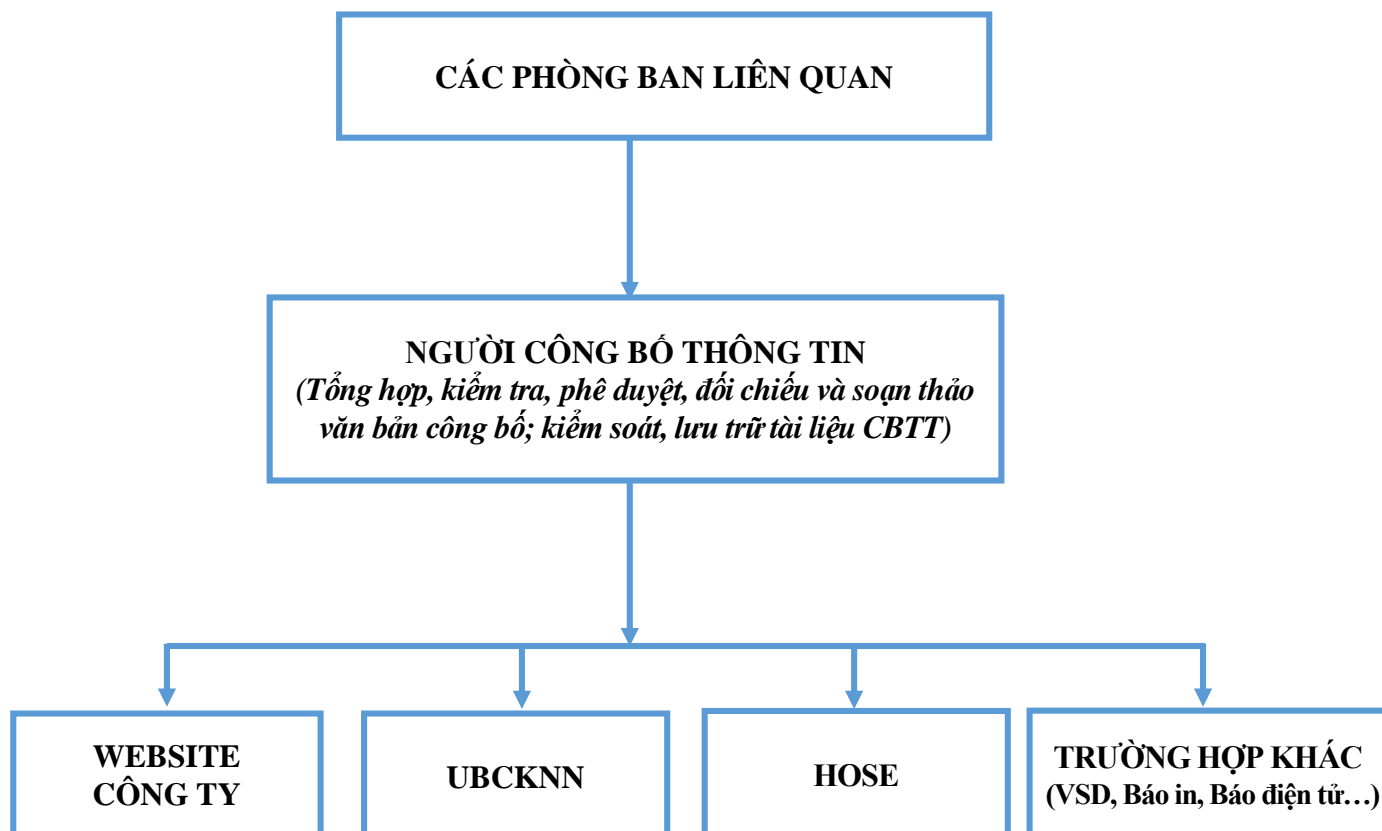 CÁC PHÒNG BAN LIÊN QUAN
NGƯỜI CÔNG BỐ THÔNG TIN
(Tổng hợp, kiểm tra, phê duyệt, đối chiếu và soạn thảo
văn bản công bố; kiểm soát, lưu trữ tài liệu CBTT)
WEBSITE
CÔNG TY
UBCKNN
HOSE
TRƯỜNG HỢP KHÁC
(VSD, Báo in, Báo điện tử…)